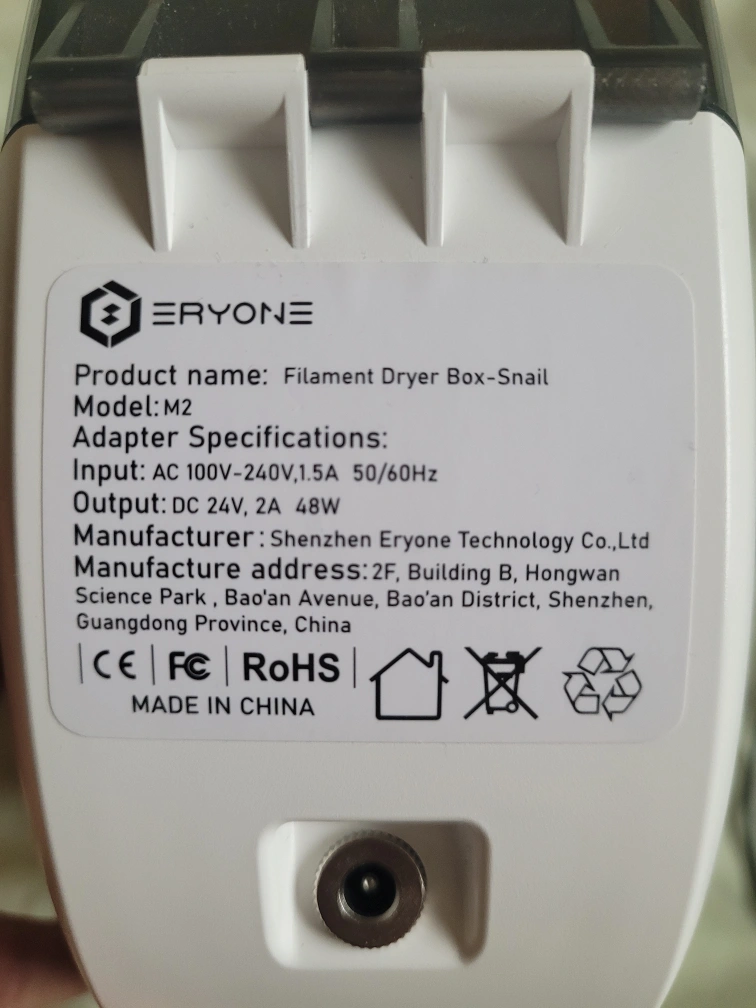 ERYONE
Product name: Filament Dryer Box-Snail
Model: M2
Adapter Specifications:
Input: AC 100V-240V,1.5A 50/60Hz
Output: DC 24V, 2A 48W
Manufacturer: Shenzhen Eryone Technology Co.,Ltd
Manufacture address: 2F, Building B, Hongwan
Science Park , Bao'an Avenue, Bao'an District, Shenzhen,
Guangdong Province, China
CE | FC | RoHS
MADE IN CHINA